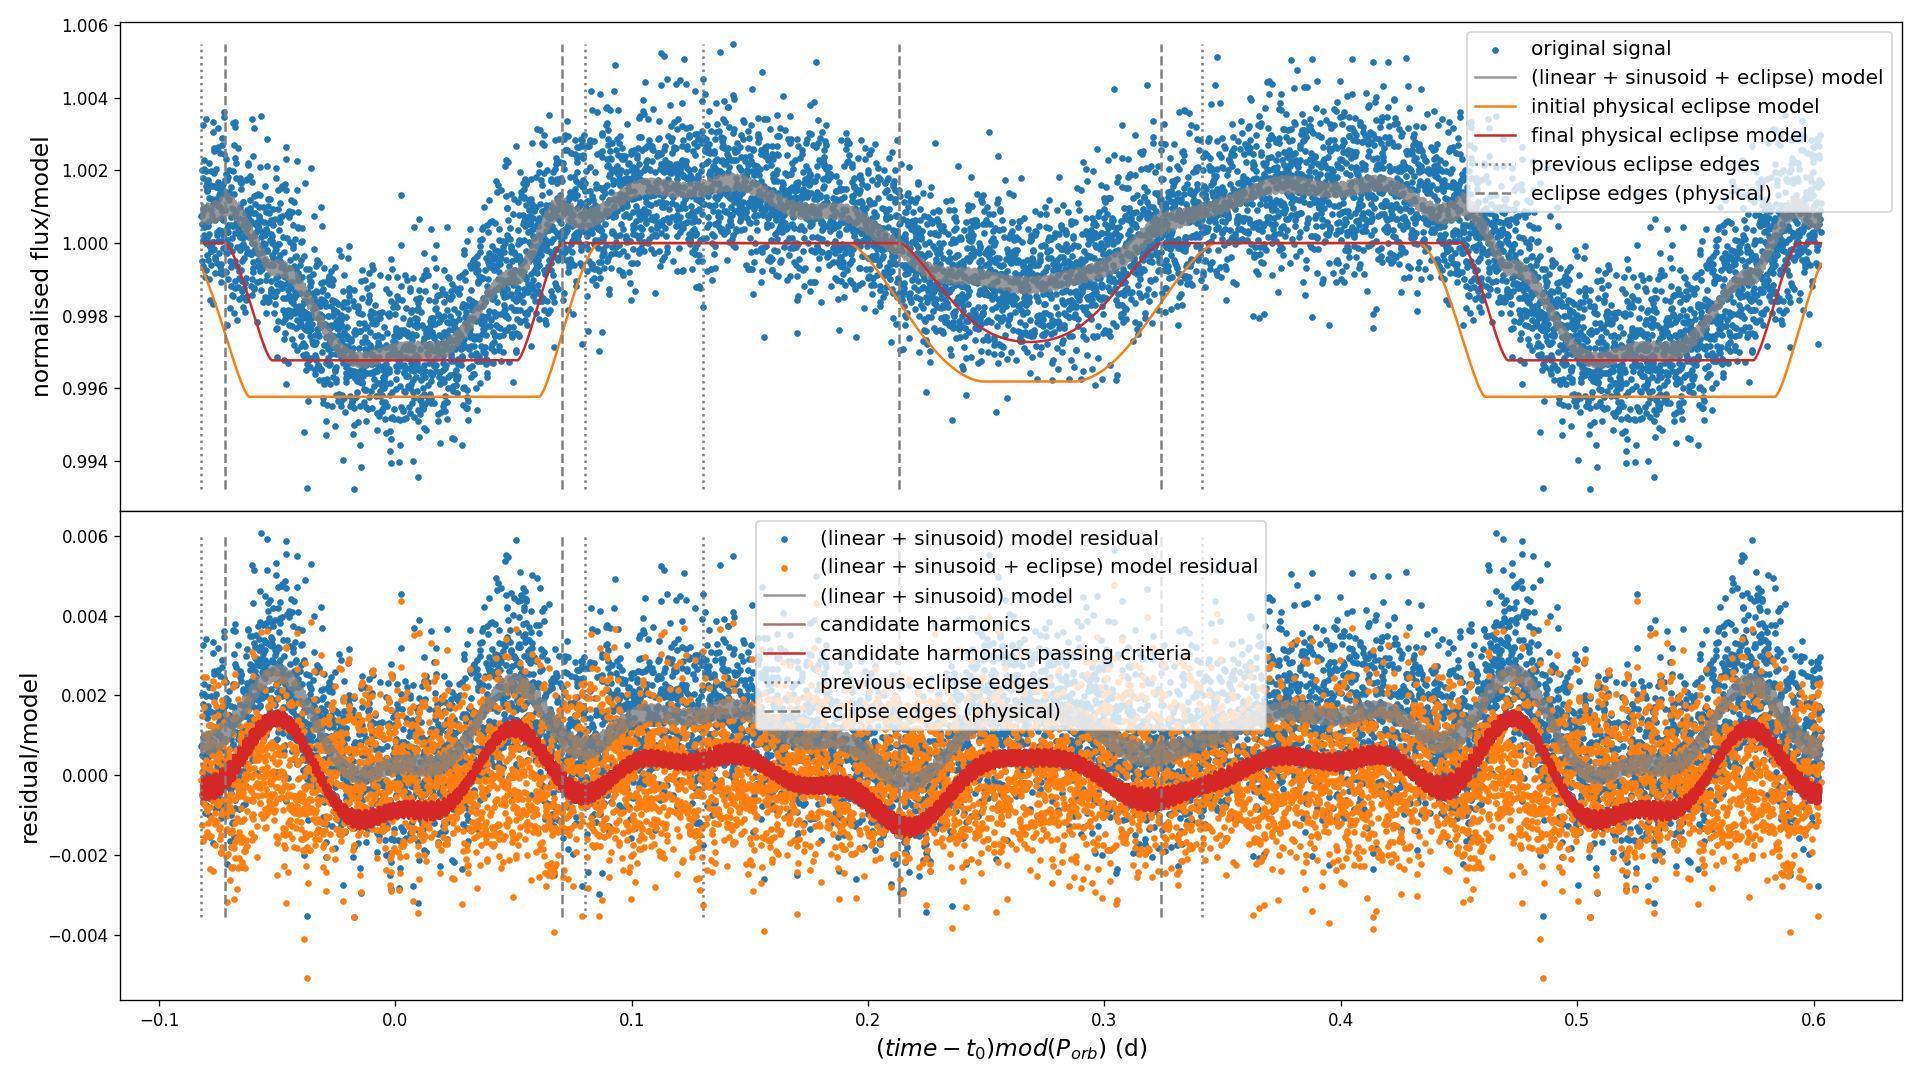 normalised flux/model
1.006
1.004
1.002
1.000
0.998
0.996
0.994
original signal
(linear + sinusoid + eclipse) model
initial physical eclipse model
final physical eclipse model
previous eclipse edges
eclipse edges (physical)
residual/model
0.006
0.004
0.002
0.000
−0.002
−0.004
(linear + sinusoid) model residual
(linear + sinusoid + eclipse) model residual
(linear + sinusoid) model
candidate harmonics
candidate harmonics passing criteria
previous eclipse edges
eclipse edges (physical)
−0.1 0.0 0.1 0.2 0.3 0.4 0.5 0.6
(time − t0)mod(Porb) (d)